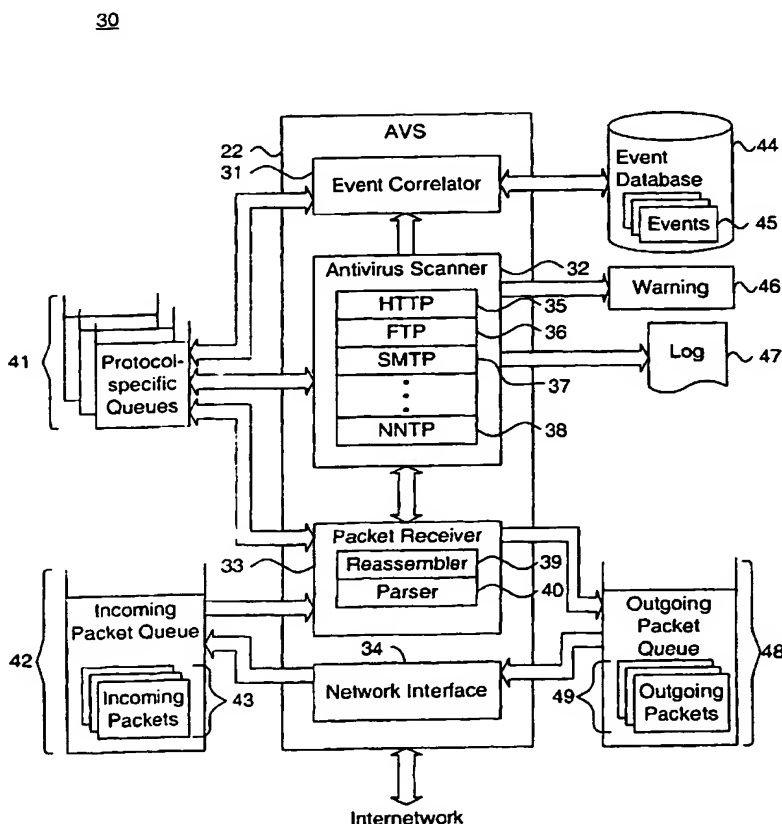 30
AVS
22
31
Event Correlator
44
Event
Database
Events
45
Antivirus Scanner
32
HTTP
35
FTP
36
SMTP
37
NNTP
38
Warning
46
Log
47
41
Protocol-
specific
Queues
Packet Receiver
33
Reassembler
39
Parser
40
42
Incoming
Packet Queue
Incoming
Packets
43
34
Network Interface
Outgoing
Packet
Queue
48
49
Outgoing
Packets
Internetwork